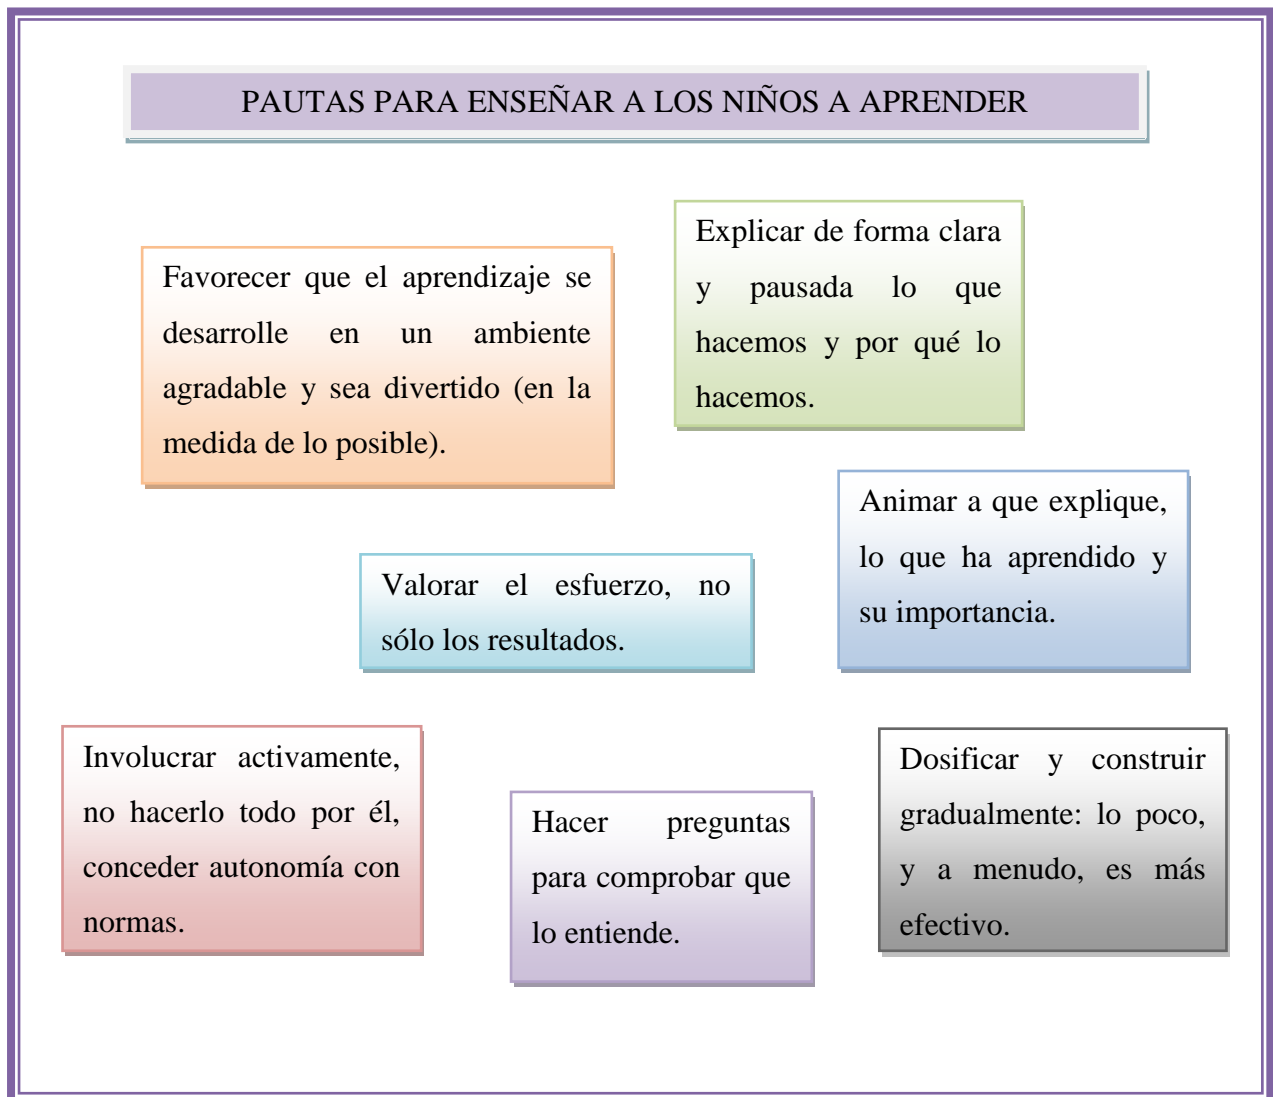 PAUTAS PARA ENSEÑAR A LOS NIÑOS A APRENDER
Favorecer que el aprendizaje se
desarrolle en un ambiente
agradable y sea divertido (en la
medida de lo posible).
Explicar de forma clara
y pausada lo que
hacemos y por qué lo
hacemos.
Animar a que explique,
lo que ha aprendido y
su importancia.
Valorar el esfuerzo, no
sólo los resultados.
Involucrar activamente,
no hacerlo todo por él,
conceder autonomía con
normas.
Hacer preguntas
para comprobar que
lo entiende.
Dosificar y construir
gradualmente: lo poco,
y a menudo, es más
efectivo.